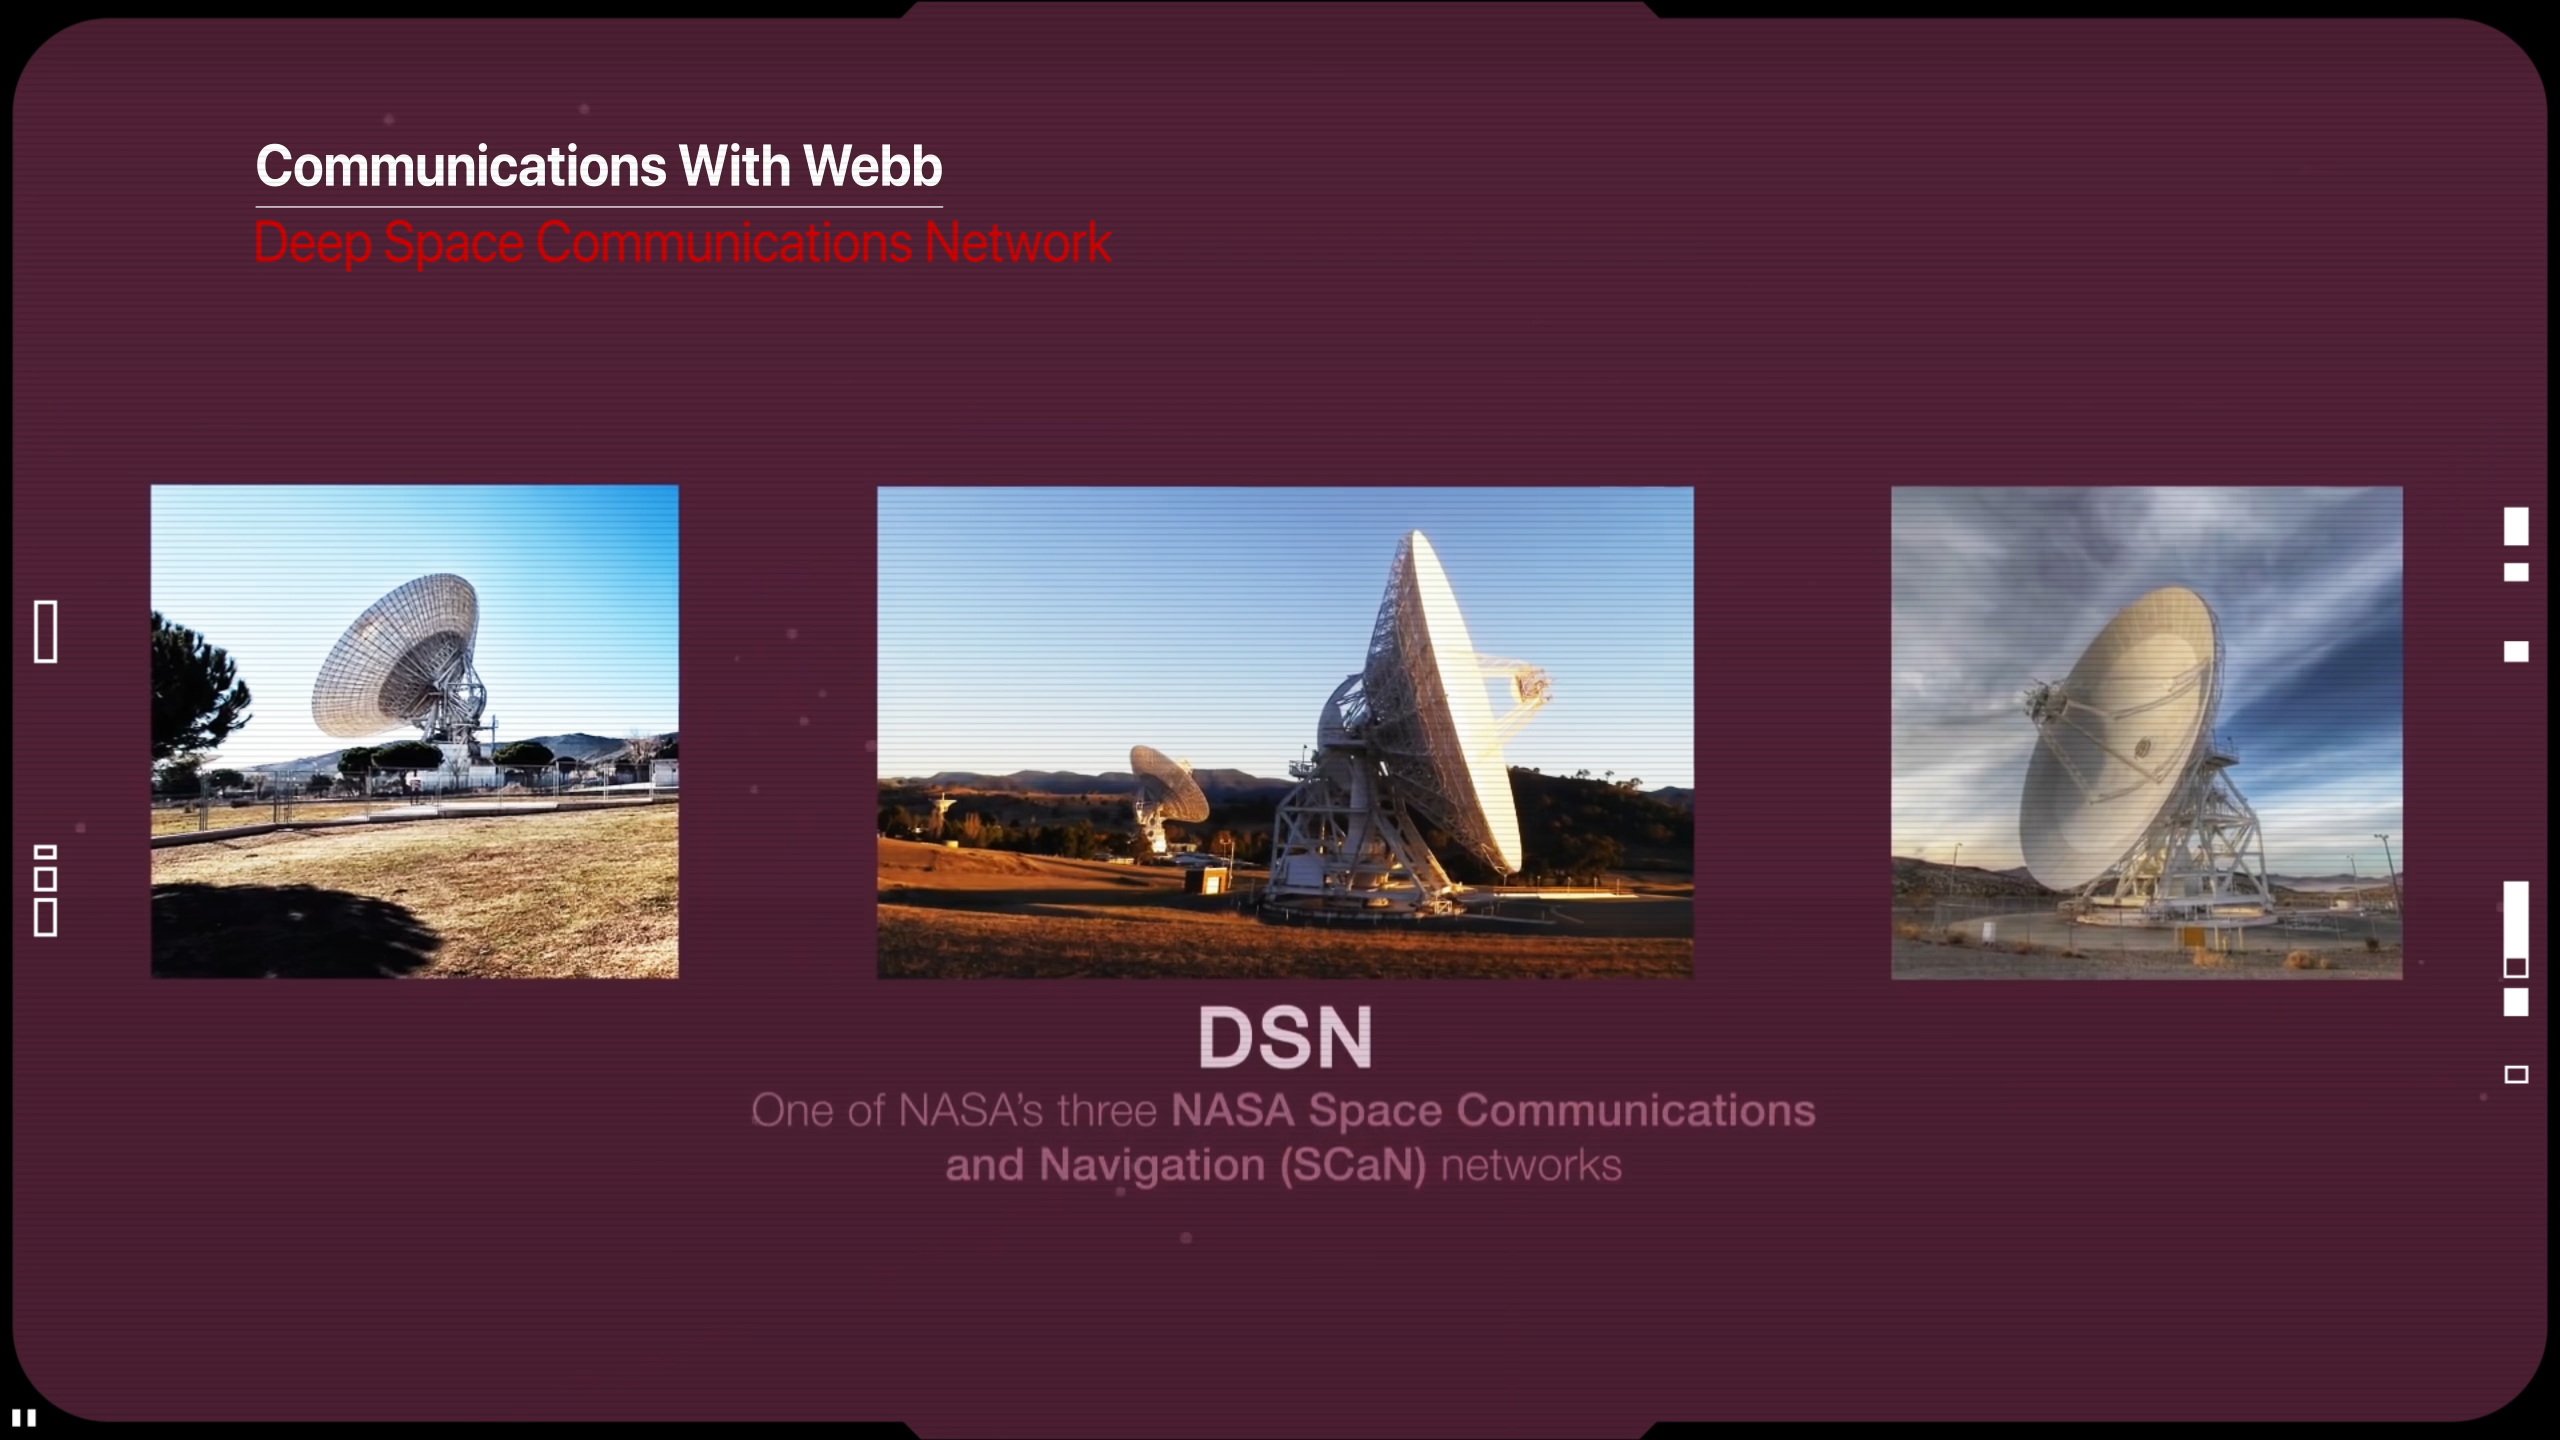 Communications With Webb
Deep Space Communications Network
DSN
One of NASA's three NASA Space Communications
and Navigation (SCaN) networks